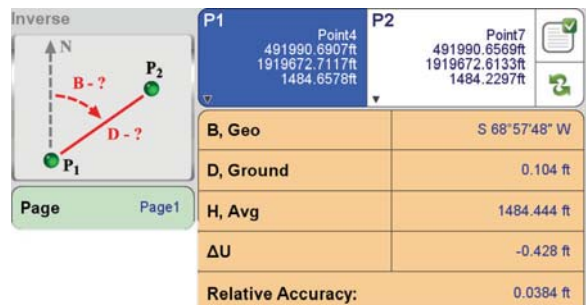 Inverse
N
B - ?
P2
D - ?
P1
Page Page1
P1
Point4
491990.6907ft
1919672.7117ft
1484.6578ft
P2
Point7
491990.6569ft
1919672.6133ft
1484.2297ft
B, Geo S 68°57'48" W
D, Ground 0.104 ft
H, Avg 1484.444 ft
ΔU -0.428 ft
Relative Accuracy: 0.0384 ft